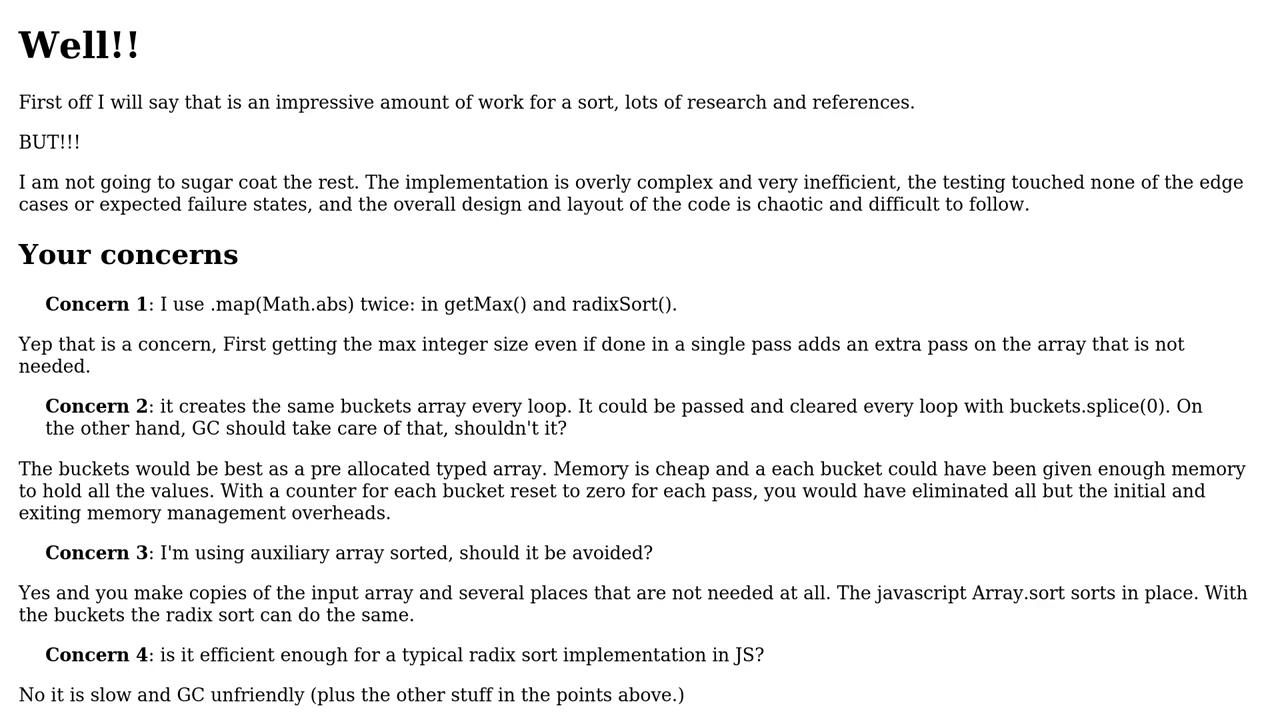 Well!!
First off I will say that is an impressive amount of work for a sort, lots of research and references.
BUT!!!
I am not going to sugar coat the rest. The implementation is overly complex and very inefficient, the testing touched none of the edge
cases or expected failure states, and the overall design and layout of the code is chaotic and difficult to follow.
Your concerns
Concern 1: I use .map(Math.abs) twice: in getMax() and radixSort().
Yep that is a concern, First getting the max integer size even if done in a single pass adds an extra pass on the array that is not
needed.
Concern 2: it creates the same buckets array every loop. It could be passed and cleared every loop with buckets.splice(0). On
the other hand, GC should take care of that, shouldn't it?
The buckets would be best as a pre allocated typed array. Memory is cheap and a each bucket could have been given enough memory
to hold all the values. With a counter for each bucket reset to zero for each pass, you would have eliminated all but the initial and
exiting memory management overheads.
Concern 3: I'm using auxiliary array sorted, should it be avoided?
Yes and you make copies of the input array and several places that are not needed at all. The javascript Array.sort sorts in place. With
the buckets the radix sort can do the same.
Concern 4: is it efficient enough for a typical radix sort implementation in JS?
No it is slow and GC unfriendly (plus the other stuff in the points above.)